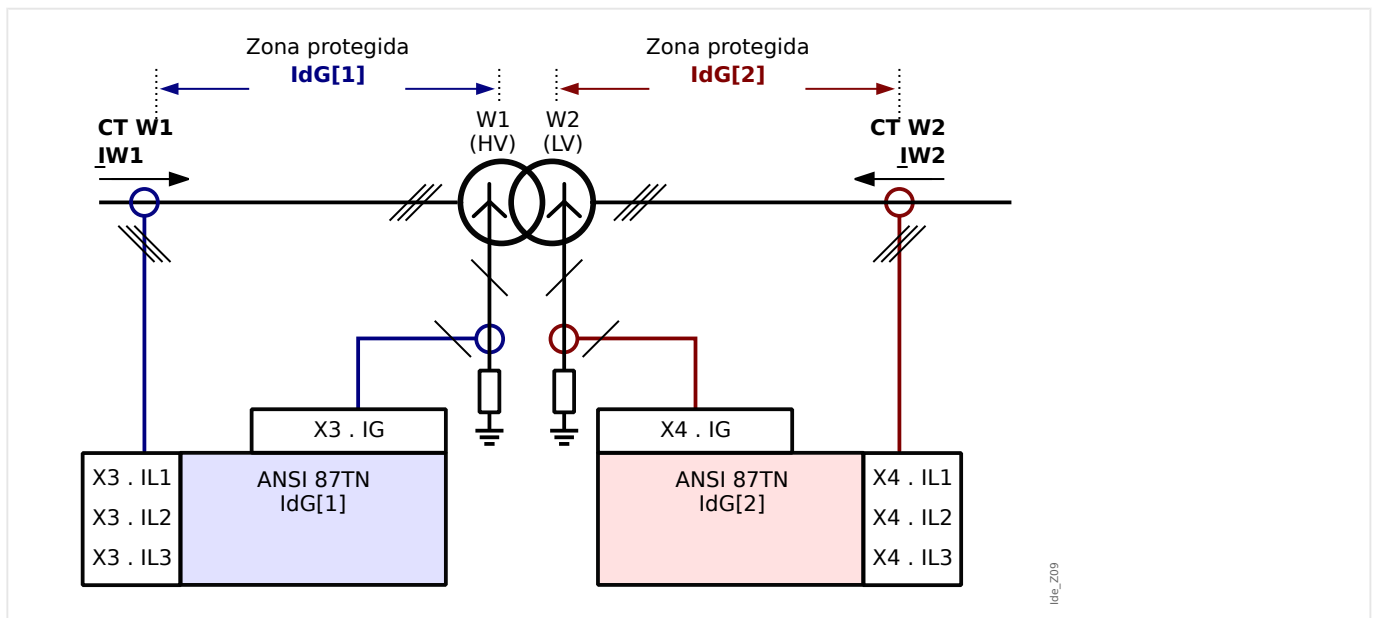 Zona protegida
IdG[1]
Zona protegida
IdG[2]
CT W1
IW1
W1
(HV)
W2
(LV)
CT W2
IW2
X3 . IG
X4 . IG
X3 . IL1
X3 . IL2
X3 . IL3
ANSI 87TN
IdG[1]
ANSI 87TN
IdG[2]
X4 . IL1
X4 . IL2
X4 . IL3
Ide_Z09